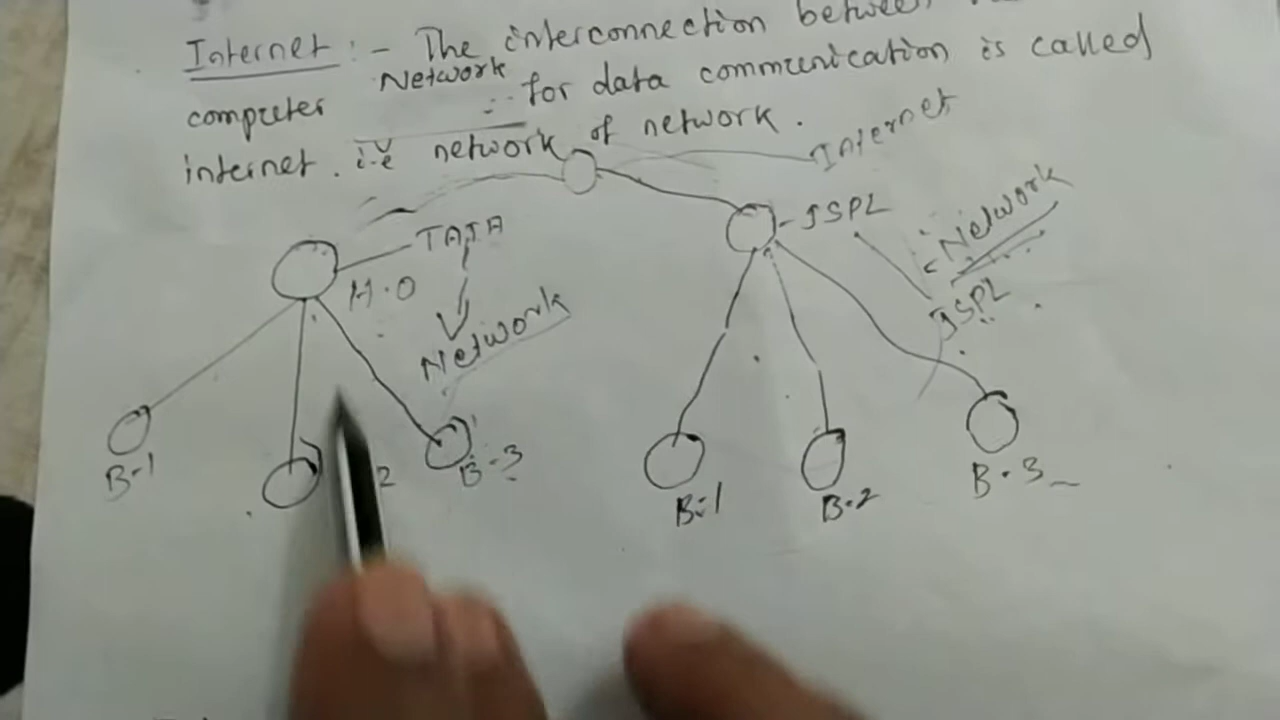 Internet :- The interconnection between
computer Network for data communication is called
internet. i.e network of network.
Internet
TATA
H.O
Network
JSPL
Network
JSPL
B-1
2
B-3
B-1
B-2
B-3